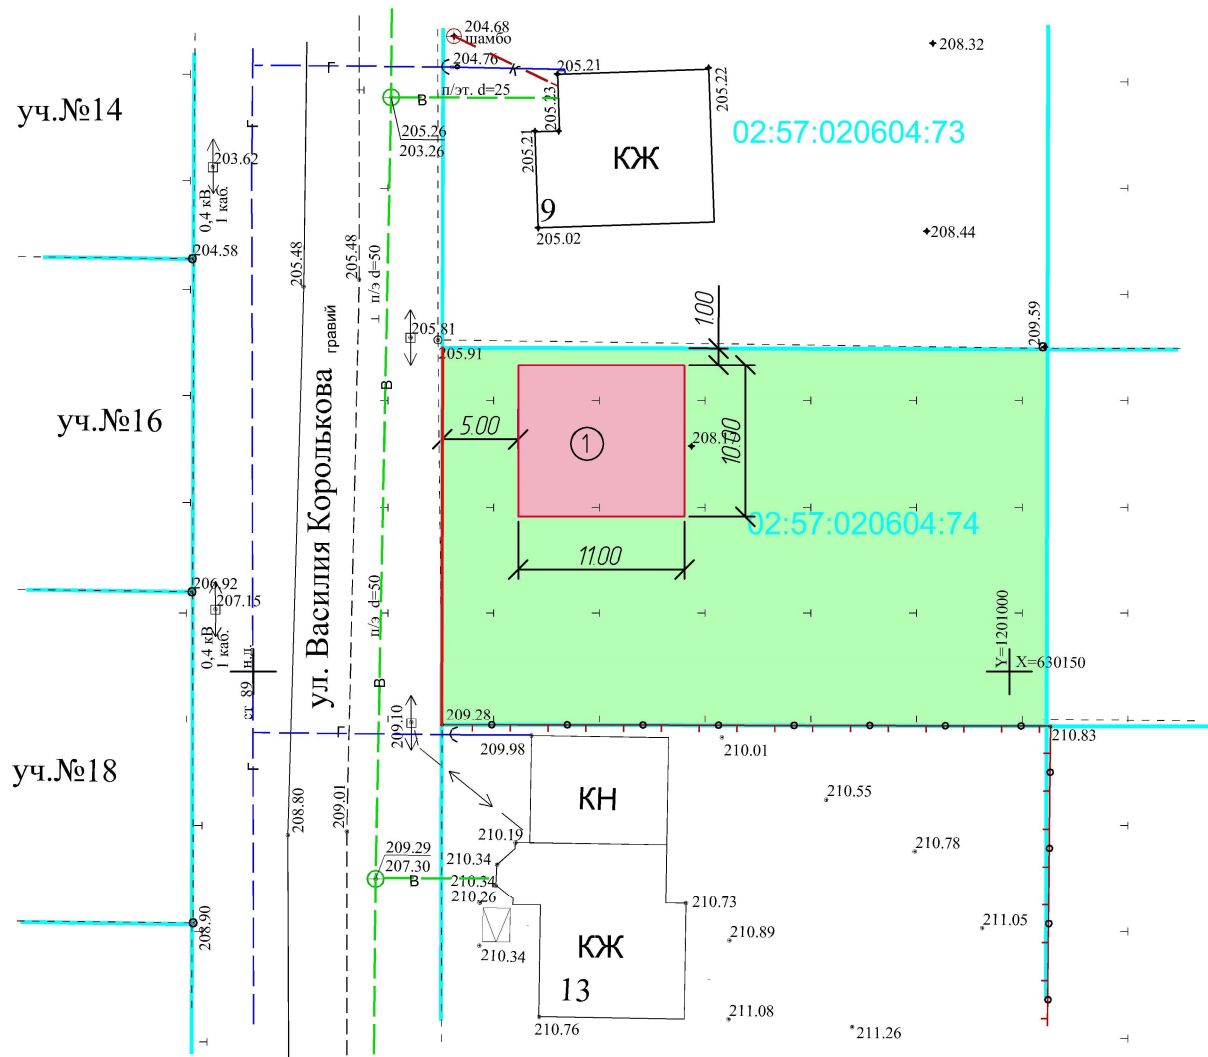 204.68
шамбо
208.32
204.76
205.21
205.22
п/эт. d=25
В
205.23
уч.№14
205.26
203.26
205.21
02:57:020604:73
КЖ
203.62
0,4 кВ
1 каб.
9
205.02
208.44
204.58
205.48
205.48
п/э d=50
1.00
209.59
205.81
205.91
гравий
ул. Василия Королькова
В
уч.№16
5.00
1
208.1
10.00
02:57:020604:74
11.00
206.92
207.15
0,4 кВ
1 каб.
п/э d=50
Y=1201000
X=630150
ст 89 н.д.
В
209.10
209.28
Г
Г
Г
Г
209.98
210.01
210.83
уч.№18
КН
210.55
208.80
209.01
210.19
210.78
209.29
207.30
210.34
210.34
В
210.26
210.73
211.05
208.90
210.89
КЖ
210.34
13
211.08
210.76
211.26